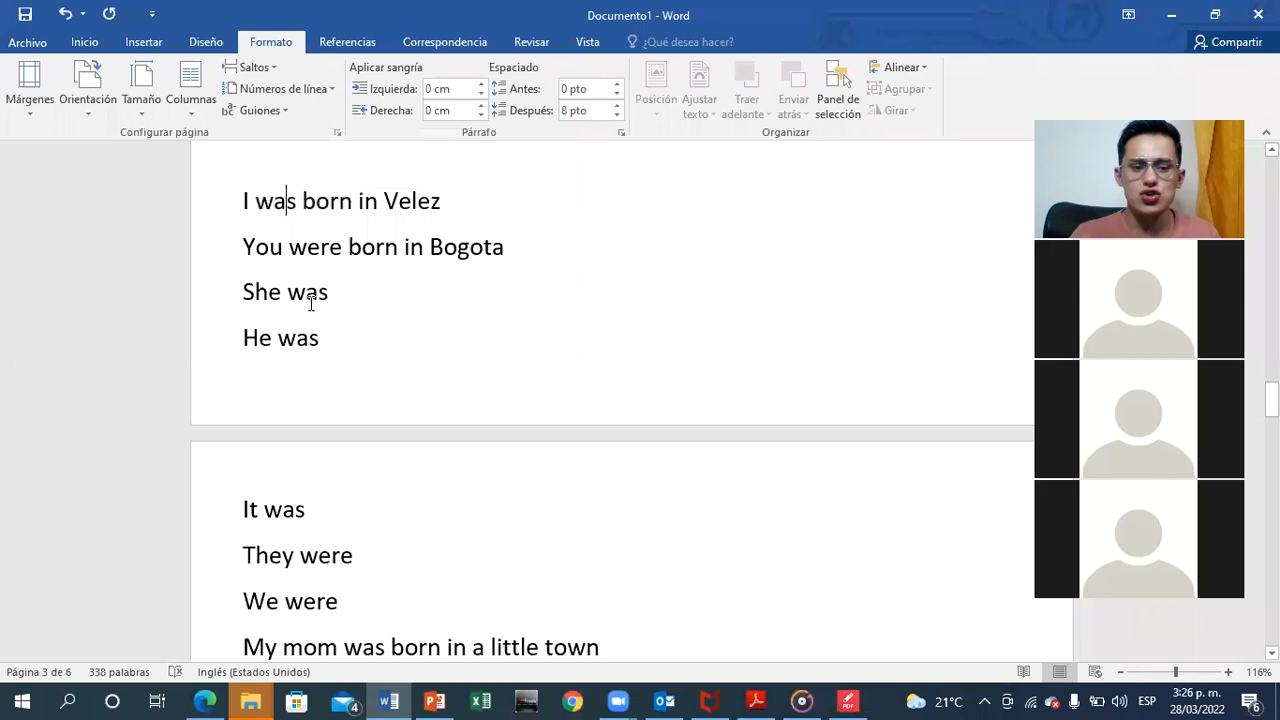 Documento1 - Word
Archivo Inicio Insertar Diseño Formato Referencias Correspondencia Revisar Vista ¿Qué desea hacer? Compartir
Márgenes Orientación Tamaño Columnas
Saltos
Números de línea
Guiones
Configurar página
Aplicar sangría Espaciado
Izquierda: 0 cm Antes: 0 pto
Derecha: 0 cm Después: 8 pto
Párrafo
Posición Ajustar texto Traer adelante Enviar atrás Panel de selección
Alinear
Agrupar
Girar
Organizar
I was born in Velez
You were born in Bogota
She was
He was
It was
They were
We were
My mom was born in a little town
Página 3 de 6 338 palabras Inglés (Estados Unidos) 116%
4 21°C ESP 3:26 p. m.
28/03/2022 6